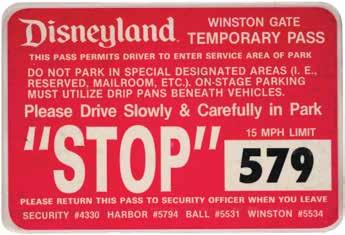 Disneyland
WINSTON GATE
TEMPORARY PASS
THIS PASS PERMITS DRIVER TO ENTER SERVICE AREA OF PARK
DO NOT PARK IN SPECIAL DESIGNATED AREAS (I. E.,
RESERVED, MAILROOM, ETC.). ON-STAGE PARKING
MUST UTILIZE DRIP PANS BENEATH VEHICLES.
Please Drive Slowly & Carefully in Park
"STOP"
15 MPH LIMIT
579
PLEASE RETURN THIS PASS TO SECURITY OFFICER WHEN YOU LEAVE
SECURITY #4330 HARBOR #5794 BALL #5531 WINSTON #5534